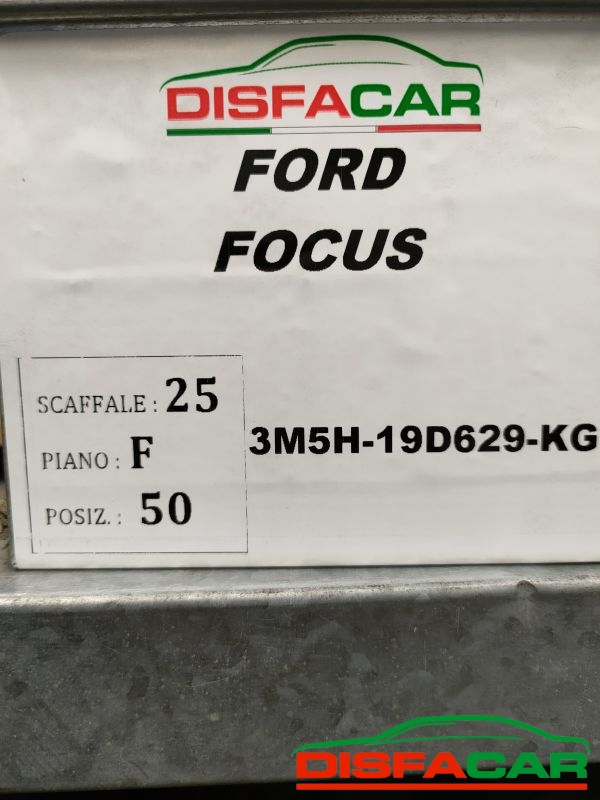 DISFACAR
FORD
FOCUS
SCAFFALE : 25
PIANO : F
POSIZ. : 50
3M5H-19D629-KG
DISFACAR